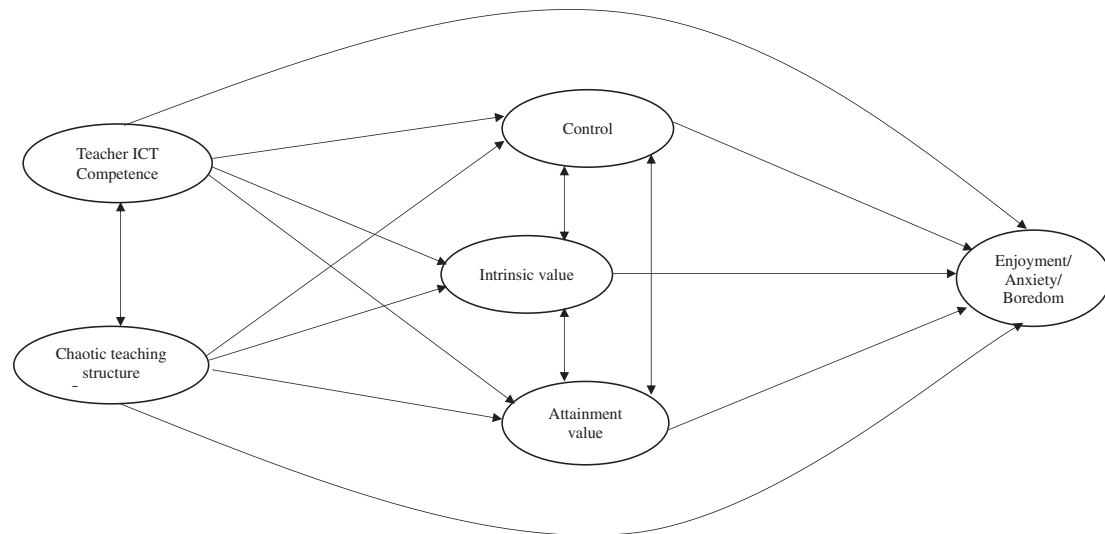 Teacher ICT
Competence
Chaotic teaching
structure
Control
Intrinsic value
Attainment
value
Enjoyment/
Anxiety/
Boredom